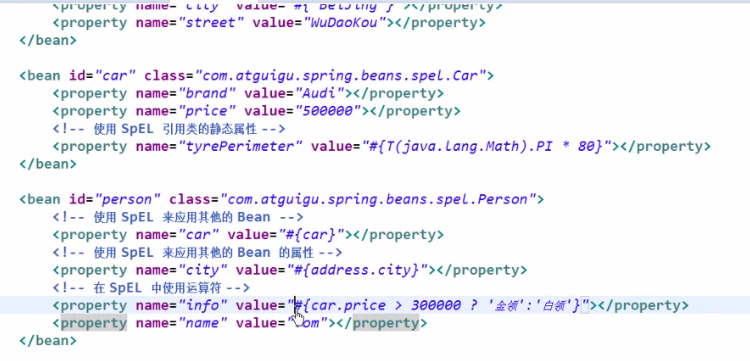 <property name="city" value="#{'BeiJing'}"></property>
<property name="street" value="WuDaoKou"></property>
</bean>
<bean id="car" class="com.atguigu.spring.beans.spel.Car">
<property name="brand" value="Audi"></property>
<property name="price" value="500000"></property>
<!-- 使用 SpEL 引用类的静态属性 -->
<property name="tyrePerimeter" value="#{T(java.lang.Math).PI * 80}"></property>
</bean>
<bean id="person" class="com.atguigu.spring.beans.spel.Person">
<!-- 使用 SpEL 来应用其他的 Bean -->
<property name="car" value="#{car}"></property>
<!-- 使用 SpEL 来应用其他的 Bean 的属性 -->
<property name="city" value="#{address.city}"></property>
<!-- 在 SpEL 中使用运算符 -->
<property name="info" value="#{car.price > 300000 ? '金领':'白领'}"></property>
<property name="name" value="Tom"></property>
</bean>